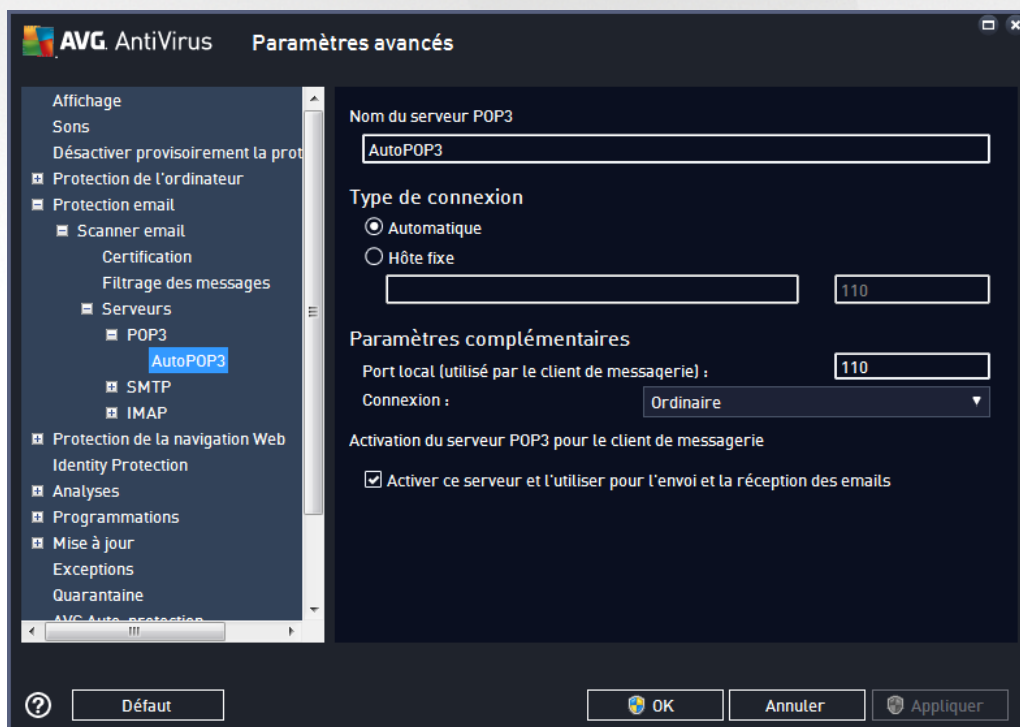 AVG. AntiVirus Paramètres avancés
Affichage
Sons
Désactiver provisoirement la prot
Protection de l'ordinateur
Protection email
Scanner email
Certification
Filtrage des messages
Serveurs
POP3
AutoPOP3
SMTP
IMAP
Protection de la navigation Web
Identity Protection
Analyses
Programmations
Mise à jour
Exceptions
Quarantaine
AVG Auto-protection
Nom du serveur POP3
AutoPOP3
Type de connexion
Automatique
Hôte fixe
110
Paramètres complémentaires
Port local (utilisé par le client de messagerie) : 110
Connexion : Ordinaire
Activation du serveur POP3 pour le client de messagerie
Activer ce serveur et l'utiliser pour l'envoi et la réception des emails
Défaut OK Annuler Appliquer